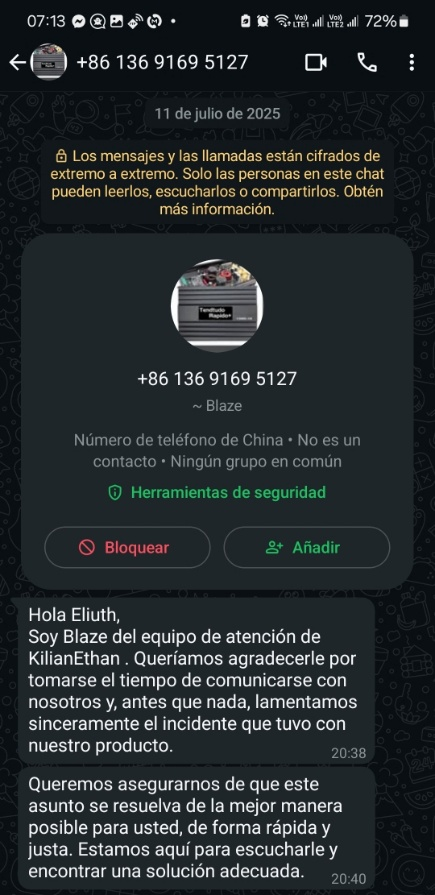 07:13
Vo) Vo)
LTE1 LTE2 72%
+86 136 9169 5127
11 de julio de 2025
Los mensajes y las llamadas están cifrados de
extremo a extremo. Solo las personas en este chat
pueden leerlos, escucharlos o compartirlos. Obtén
más información.
+86 136 9169 5127
~ Blaze
Número de teléfono de China • No es un
contacto • Ningún grupo en común
Herramientas de seguridad
Bloquear Añadir
Hola Eliuth,
Soy Blaze del equipo de atención de
KilianEthan . Queríamos agradecerle por
tomarse el tiempo de comunicarse con
nosotros y, antes que nada, lamentamos
sinceramente el incidente que tuvo con
nuestro producto.
20:38
Queremos asegurarnos de que este
asunto se resuelva de la mejor manera
posible para usted, de forma rápida y
justa. Estamos aquí para escucharle y
encontrar una solución adecuada.
20:40